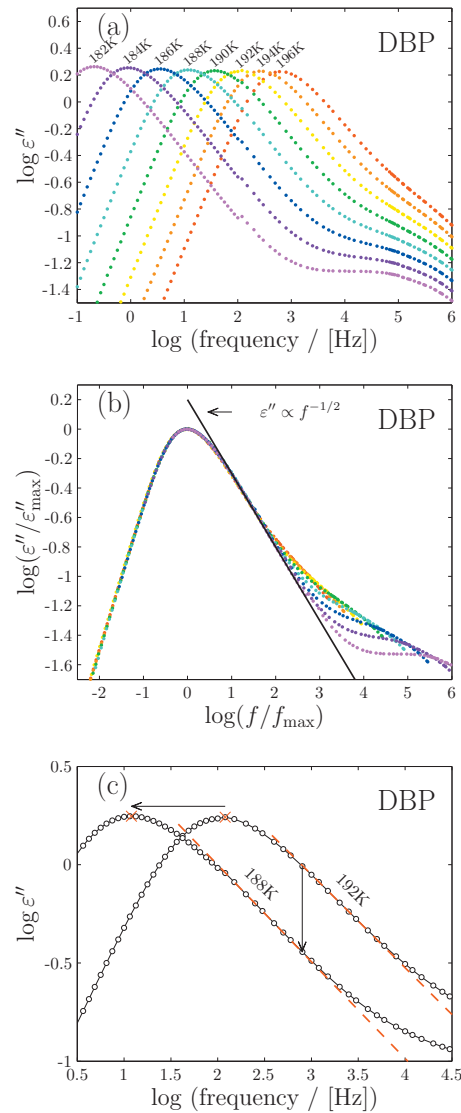 (a)
DBP
182K
184K
186K
188K
190K
192K
194K
196K
0.6
0.4
0.2
0
-0.2
-0.4
-0.6
-0.8
-1
-1.2
-1.4
log ε″
-1 0 1 2 3 4 5 6
log (frequency / [Hz])
(b)
DBP
ε″ ∝ f^{-1/2}
0.2
0
-0.2
-0.4
-0.6
-0.8
-1
-1.2
-1.4
-1.6
log(ε″/ε″max)
-2 -1 0 1 2 3 4 5 6
log(f/fmax)
(c)
DBP
188K
192K
0.5
0
-0.5
-1
log ε″
0.5 1 1.5 2 2.5 3 3.5 4 4.5
log (frequency / [Hz])